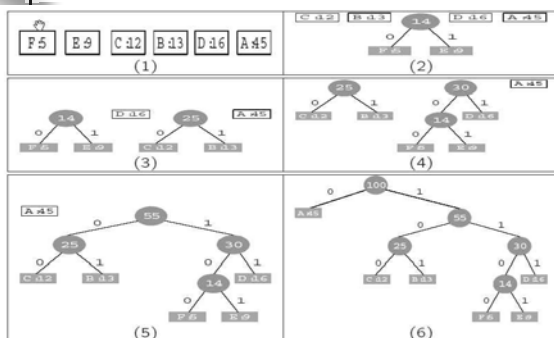 F:5 E:9 C:12 B:13 D:16 A:45
(1)
C:12 B:13 14 D:16 A:45
0 1
F:5 E:9
(2)
14 D:16 25 A:45
0 1 0 1
F:5 E:9 C:12 B:13
(3)
25 30 A:45
0 1 0 1
C:12 B:13 14 D:16
0 1
F:5 E:9
(4)
A:45 55
0 1
25 30
0 1 0 1
C:12 B:13 14 D:16
0 1
F:5 E:9
(5)
100
0 1
A:45 55
0 1
25 30
0 1 0 1
C:12 B:13 14 D:16
0 1
F:5 E:9
(6)